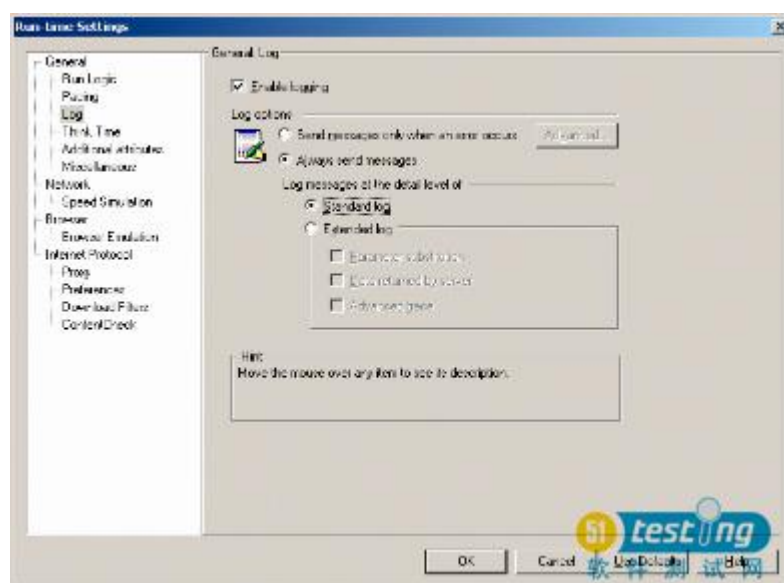 Run-time Settings
General
Run Logic
Pacing
Log
Think Time
Additional attributes
Miscellaneous
Network
Speed Simulation
Browser
Browser Emulation
Internet Protocol
Proxy
Preferences
Download Filters
ContentCheck
General: Log
Enable logging
Log options
Send messages only when an error occurs
Advanced...
Always send messages
Log messages at the detail level of
Standard log
Extended log
Parameter substitution
Data returned by server
Advanced trace
Hint
Move the mouse over any item to see its description.
OK
Cancel
Use Defaults
Help
51 testing
软件测试网